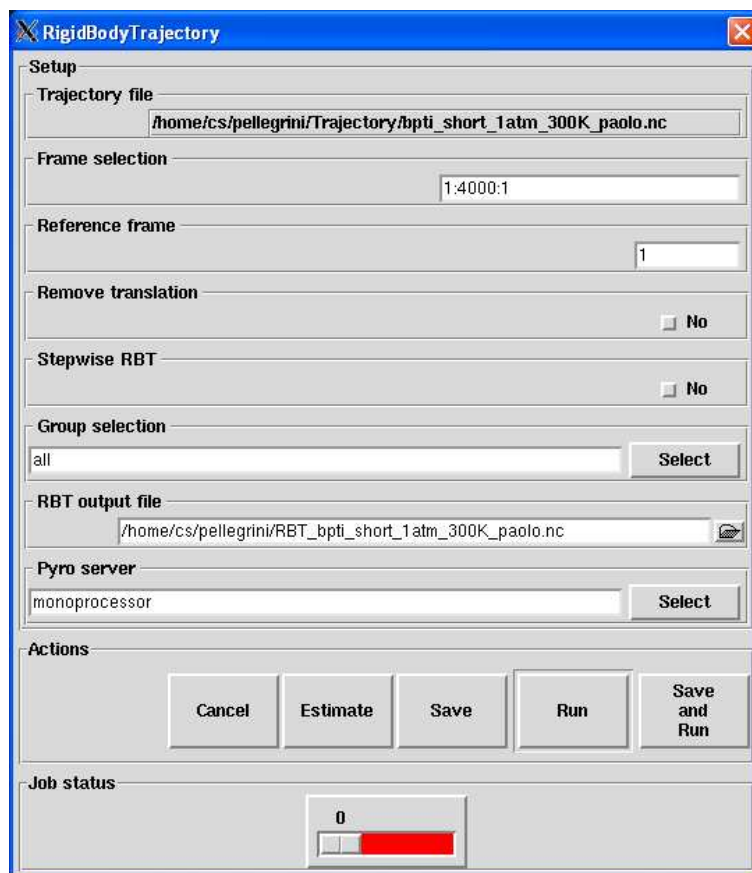 RigidBodyTrajectory
Setup
Trajectory file
/home/cs/pellegrini/Trajectory/bpti_short_1atm_300K_paolo.nc
Frame selection
1:4000:1
Reference frame
1
Remove translation
No
Stepwise RBT
No
Group selection
all
Select
RBT output file
/home/cs/pellegrini/RBT_bpti_short_1atm_300K_paolo.nc
Pyro server
monoprocessor
Select
Actions
Cancel
Estimate
Save
Run
Save
and
Run
Job status
0